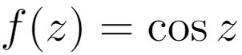 f(z) = cos z